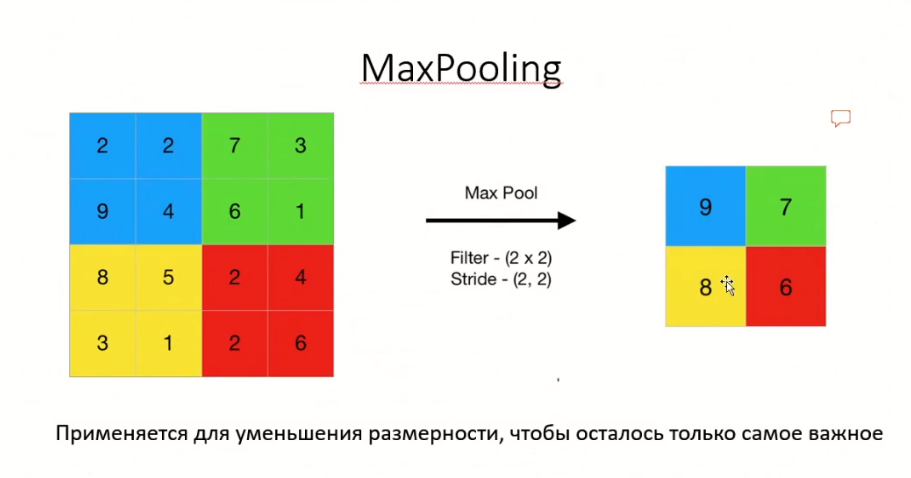 MaxPooling
2 2 7 3
9 4 6 1
8 5 2 4
3 1 2 6
Max Pool
Filter - (2 x 2)
Stride - (2, 2)
9 7
8 6
Применяется для уменьшения размерности, чтобы осталось только самое важное